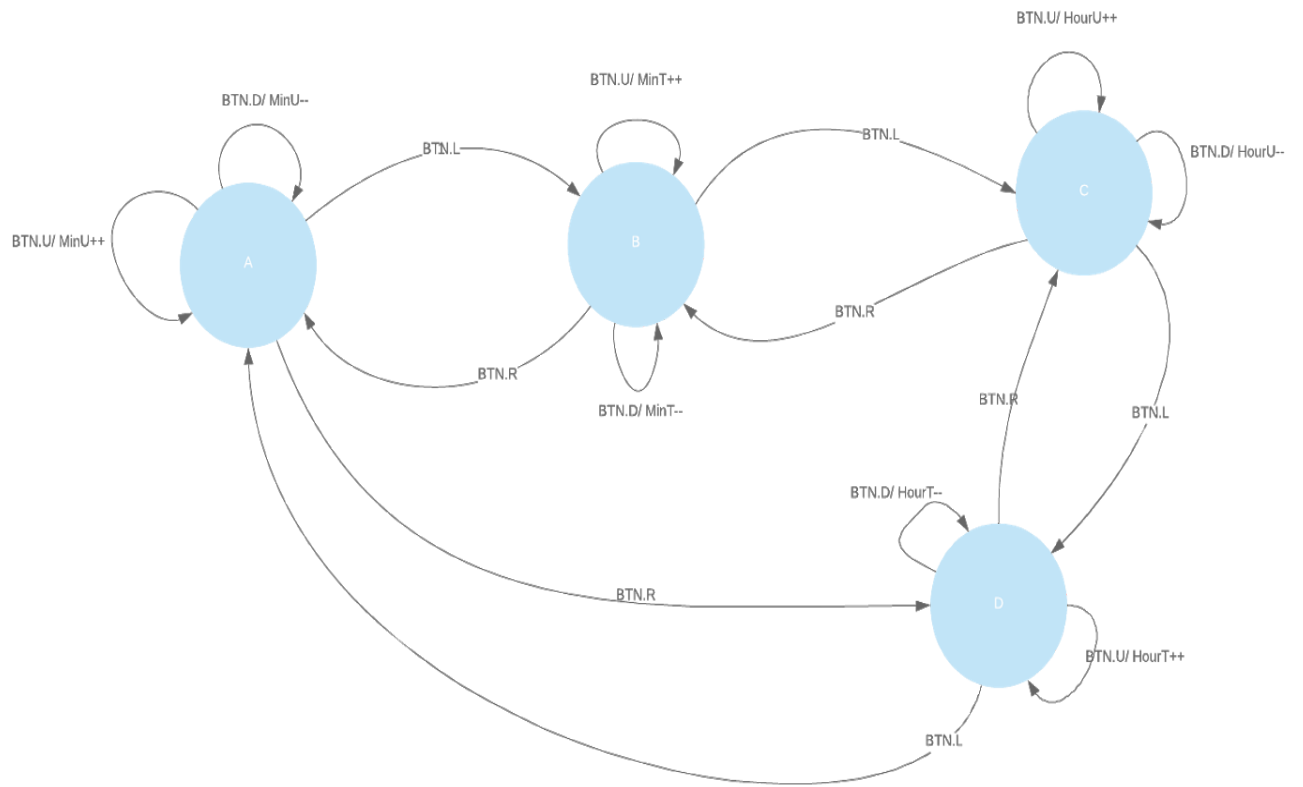 BTN.U/ HourU++
BTN.U/ MinT++
BTN.D/ MinU--
BTN.L
BTN.L
BTN.D/ HourU--
C
BTN.U/ MinU++
B
A
BTN.R
BTN.R
BTN.R
BTN.D/ MinT--
BTN.L
BTN.D/ HourT--
BTN.R
D
BTN.U/ HourT++
BTN.L